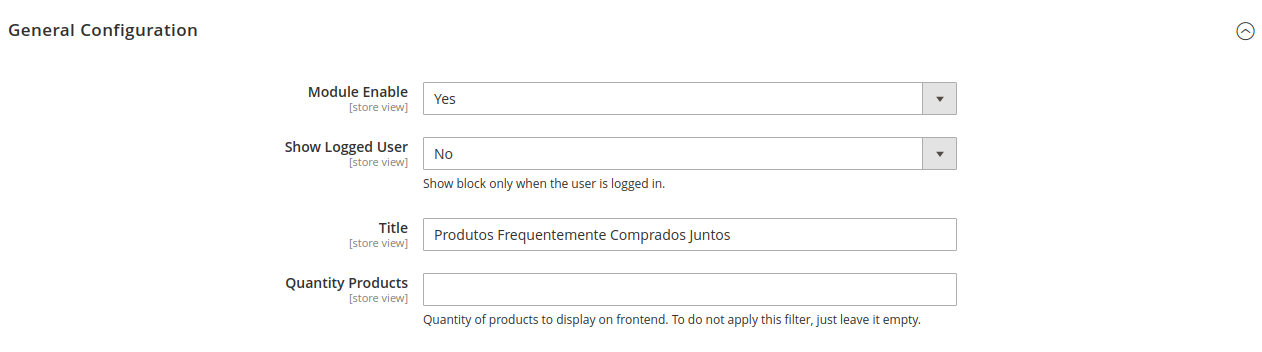 General Configuration
Module Enable
[store view]
Yes
Show Logged User
[store view]
No
Show block only when the user is logged in.
Title
[store view]
Produtos Frequentemente Comprados Juntos
Quantity Products
[store view]
Quantity of products to display on frontend. To do not apply this filter, just leave it empty.